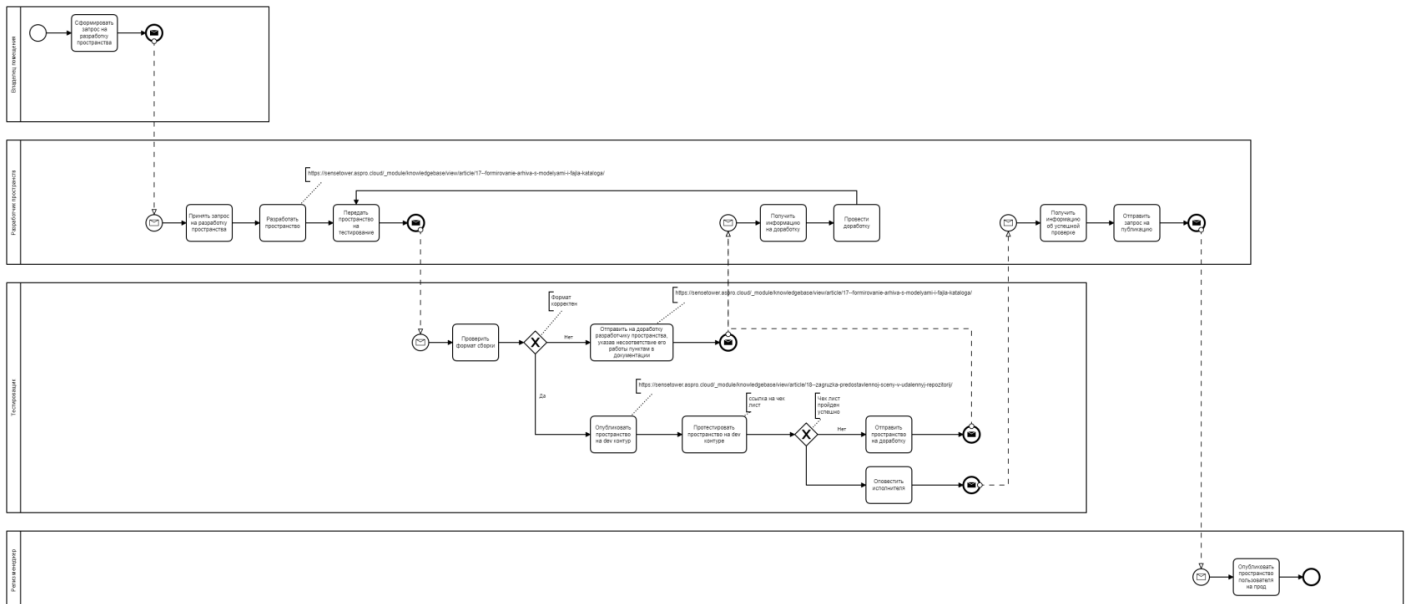 Владелец помещения
Сформировать
запрос на
разработку
пространства
Разработчик пространств
Принять запрос
на разработку
пространства
Разработать
пространство
https://sensetower.aspro.cloud/_module/knowledgebase/view/article/17--formirovanie-arhiva-s-modelyami-i-fajla-kataloga/
Передать
пространство
на
тестирование
Получить
информацию
на доработку
Провести
доработку
Получить
информацию
об успешной
проверке
Отправить
запрос на
публикацию
Тестировщик
Проверить
формат сборки
Формат
корректен
Нет
Отправить на доработку
разработчику пространства,
указав несоответствие его
работы пунктам в
документации
https://sensetower.aspro.cloud/_module/knowledgebase/view/article/17--formirovanie-arhiva-s-modelyami-i-fajla-kataloga/
Да
Опубликовать
пространство
на dev контур
https://sensetower.aspro.cloud/_module/knowledgebase/view/article/18--zagruzka-predostavlennoj-sceny-v-udalennyj-repozitorij/
Протестировать
пространство на dev
контуре
ссылка на чек
лист
Чек лист
пройден
успешно
Нет
Отправить
пространство
на доработку
Оповестить
исполнителя
Релиз менеджер
Опубликовать
пространство
пользователя
на прод